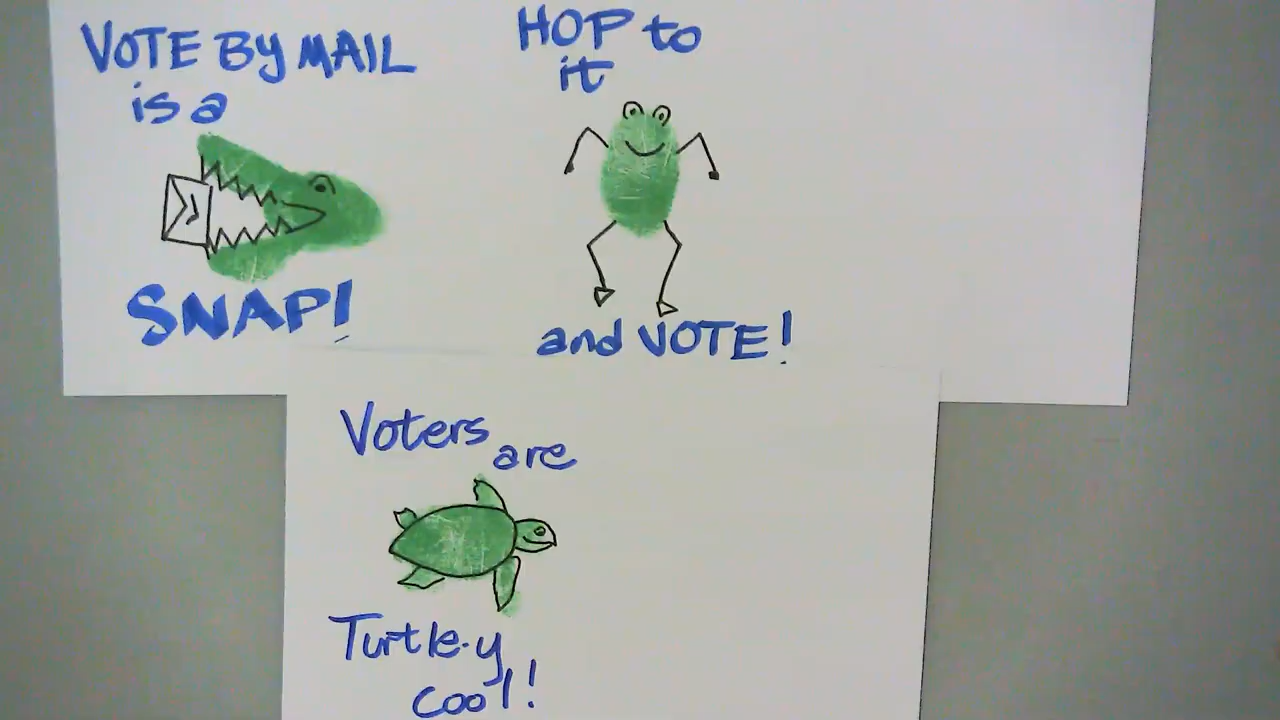 VOTE BY MAIL
is a
SNAP!
HOP to
it
and VOTE!
Voters
are
Turtle-y
cool!